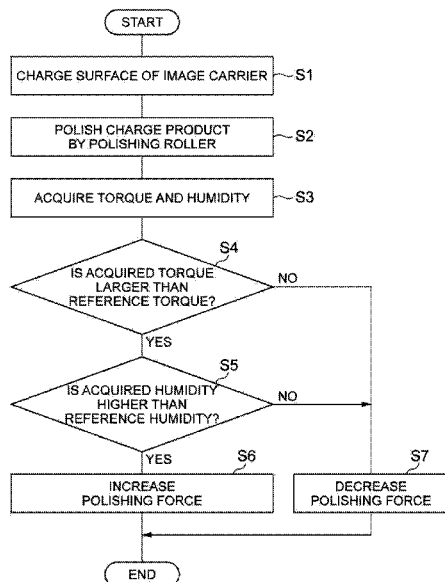 START
CHARGE SURFACE OF IMAGE CARRIER
S1
POLISH CHARGE PRODUCT
BY POLISHING ROLLER
S2
ACQUIRE TORQUE AND HUMIDITY
S3
S4
IS ACQUIRED TORQUE
LARGER THAN
REFERENCE TORQUE?
NO
YES
S5
IS ACQUIRED HUMIDITY
HIGHER THAN
REFERENCE HUMIDITY?
NO
YES
S6
INCREASE
POLISHING FORCE
S7
DECREASE
POLISHING FORCE
END